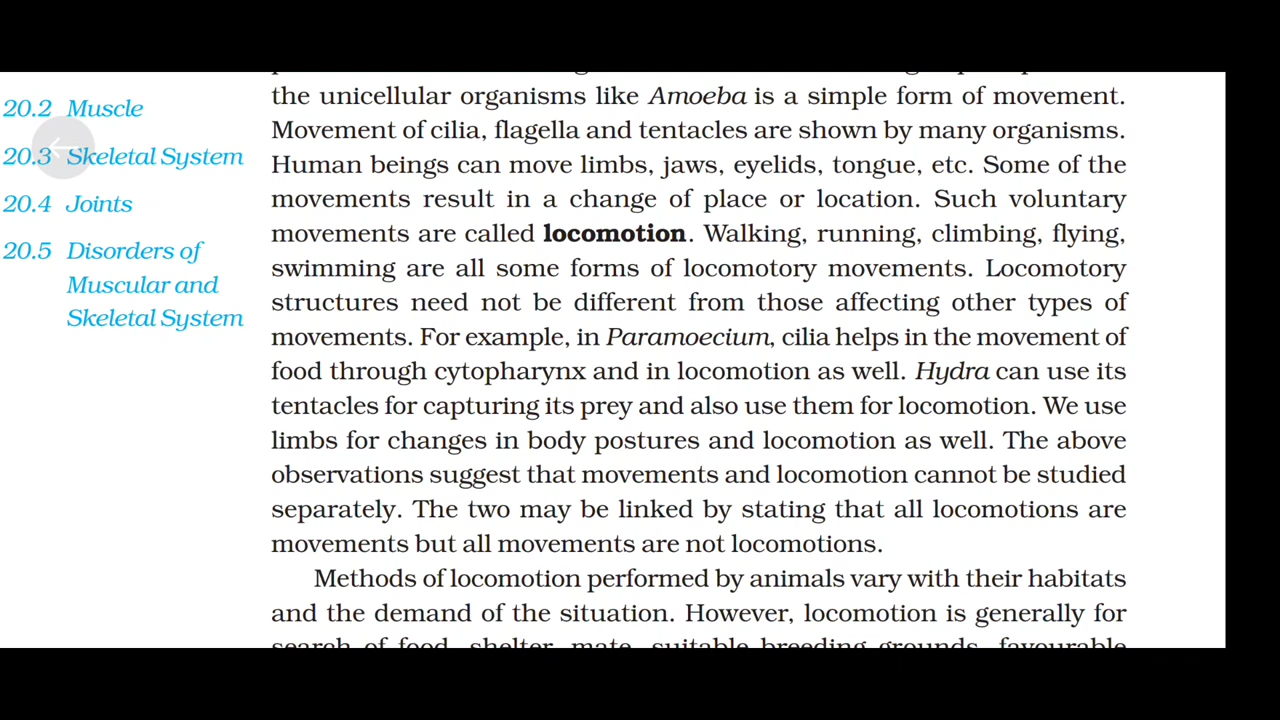 20.2 Muscle
20.3 Skeletal System
20.4 Joints
20.5 Disorders of
Muscular and
Skeletal System
the unicellular organisms like Amoeba is a simple form of movement.
Movement of cilia, flagella and tentacles are shown by many organisms.
Human beings can move limbs, jaws, eyelids, tongue, etc. Some of the
movements result in a change of place or location. Such voluntary
movements are called locomotion. Walking, running, climbing, flying,
swimming are all some forms of locomotory movements. Locomotory
structures need not be different from those affecting other types of
movements. For example, in Paramoecium, cilia helps in the movement of
food through cytopharynx and in locomotion as well. Hydra can use its
tentacles for capturing its prey and also use them for locomotion. We use
limbs for changes in body postures and locomotion as well. The above
observations suggest that movements and locomotion cannot be studied
separately. The two may be linked by stating that all locomotions are
movements but all movements are not locomotions.
Methods of locomotion performed by animals vary with their habitats
and the demand of the situation. However, locomotion is generally for
search of food, shelter, mate, suitable breeding grounds, favourable